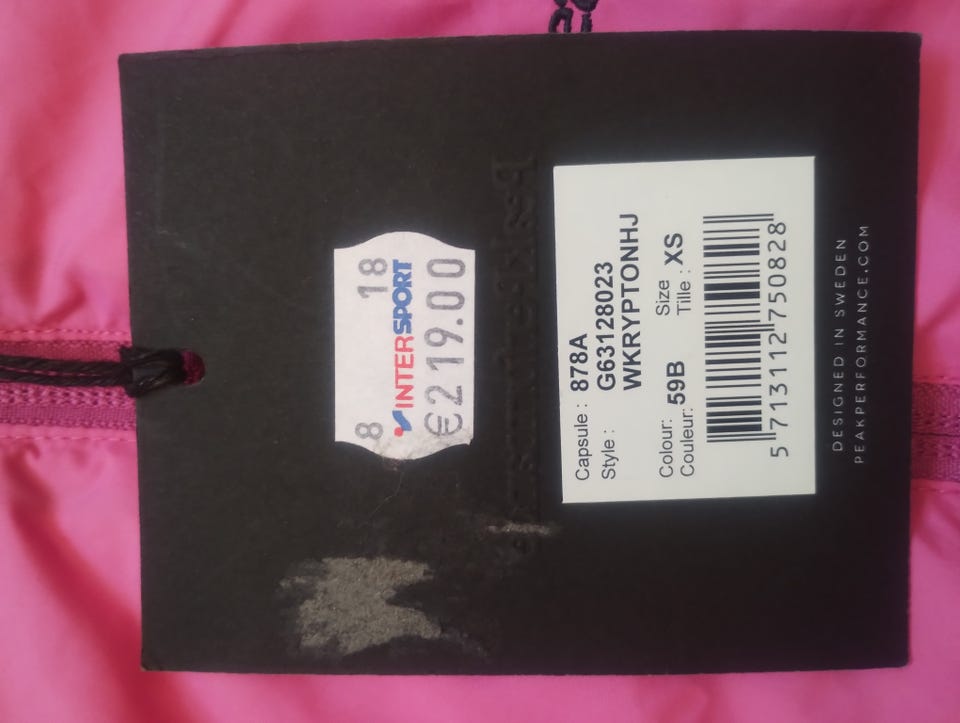 8 18
INTERSPORT
€219.00
Capsule : 878A
Style : G63128023
WKRYPTONHJ
Colour: Size
Couleur: 59B Tille : XS
5 713112 750828
DESIGNED IN SWEDEN
PEAKPERFORMANCE.COM